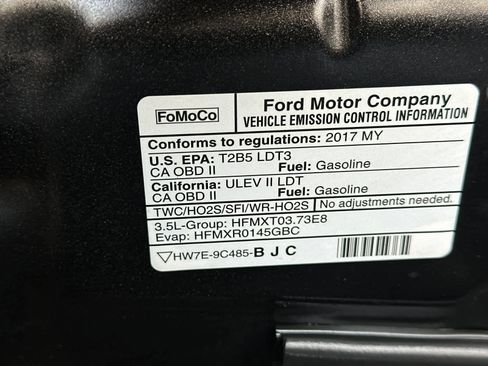 FoMoCo
Ford Motor Company
VEHICLE EMISSION CONTROL INFORMATION
Conforms to regulations: 2017 MY
U.S. EPA: T2B5 LDT3
CA OBD II Fuel: Gasoline
California: ULEV II LDT
CA OBD II Fuel: Gasoline
TWC/HO2S/SFI/WR-HO2S No adjustments needed.
3.5L-Group: HFMXT03.73E8
Evap: HFMXR0145GBC
HW7E-9C485-B J C